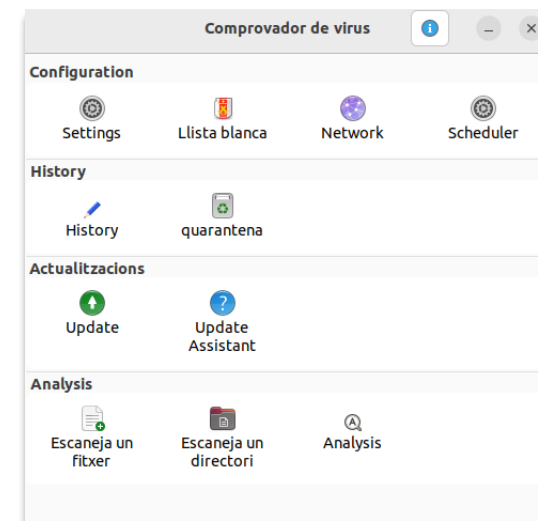 Comprovador de virus
Configuration
Settings Llista blanca Network Scheduler
History
History quarantena
Actualitzacions
Update Update Assistant
Analysis
Escaneja un fitxer Escaneja un directori Analysis